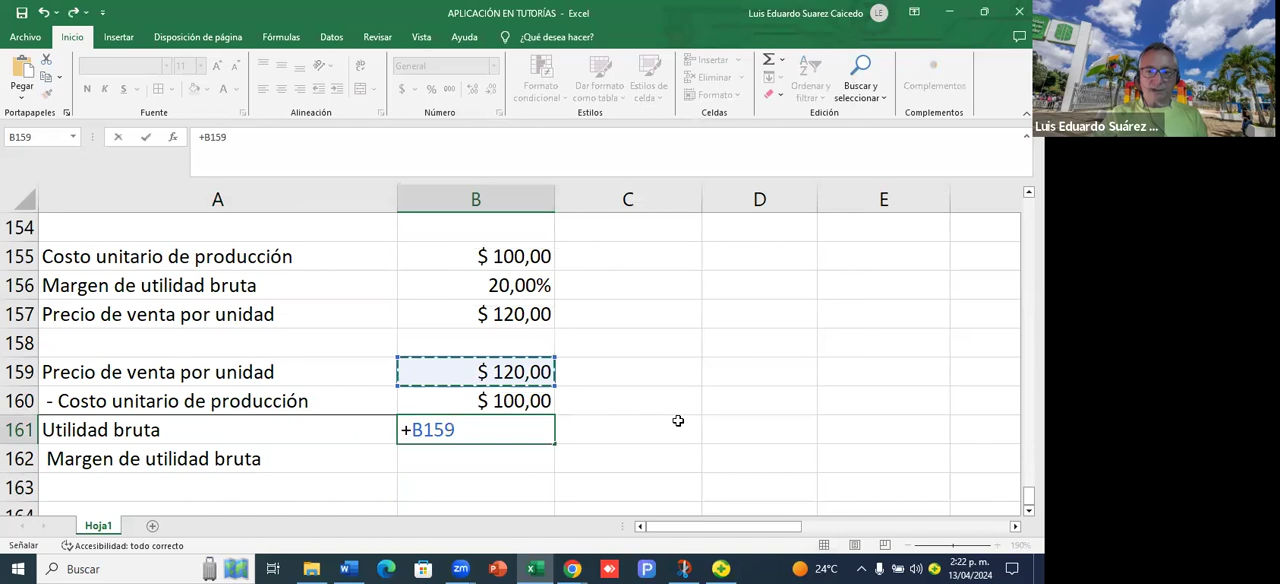 APLICACIÓN EN TUTORÍAS - Excel
Luis Eduardo Suarez Caicedo
LE
Archivo Inicio Insertar Disposición de página Fórmulas Datos Revisar Vista Ayuda ¿Qué desea hacer?
Pegar
11
General
N K S
$ % 000
Formato condicional
Dar formato como tabla
Estilos de celda
Insertar
Eliminar
Formato
Ordenar y filtrar
Buscar y seleccionar
Complementos
Portapapeles Fuente Alineación Número Estilos Celdas Edición Complementos
Luis Eduardo Suárez ...
B159 fx +B159
A B C D E
154
155 Costo unitario de producción $ 100,00
156 Margen de utilidad bruta 20,00%
157 Precio de venta por unidad $ 120,00
158
159 Precio de venta por unidad $ 120,00
160 - Costo unitario de producción $ 100,00
161 Utilidad bruta +B159
162 Margen de utilidad bruta
163
164
Hoja1
Señalar Accesibilidad: todo correcto 190%
Buscar
24°C
2:22 p. m.
13/04/2024